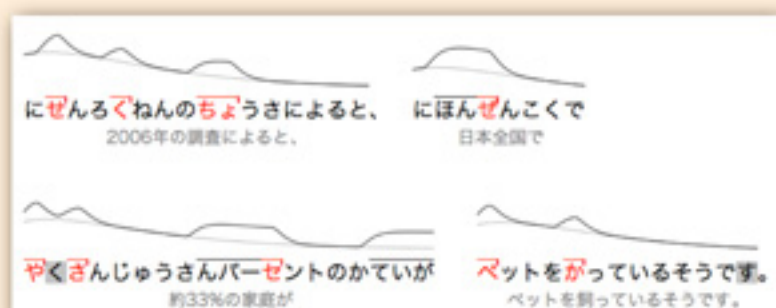 にせんろくねんのちょうさによると、 にほんぜんこくで
2006年の調査によると、 日本全国で
やくさんじゅうさんパーセントのかていが ペットをかっているそうです。
約33%の家庭が ペットを飼っているそうです。